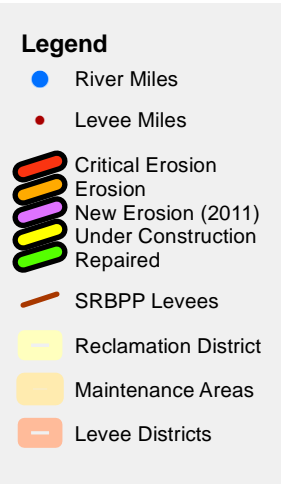 Legend
River Miles
Levee Miles
Critical Erosion
Erosion
New Erosion (2011)
Under Construction
Repaired
SRBPP Levees
Reclamation District
Maintenance Areas
Levee Districts